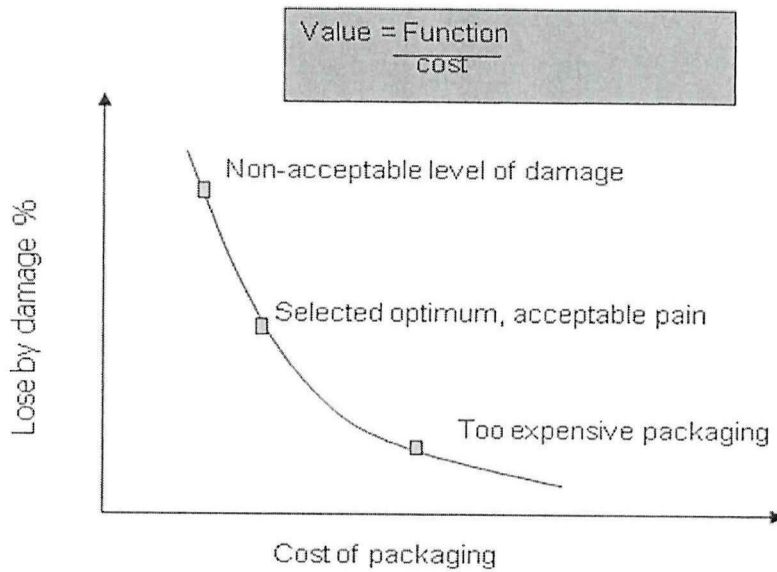 Value = Function
cost
Non-acceptable level of damage
Selected optimum, acceptable pain
Too expensive packaging
Lose by damage %
Cost of packaging